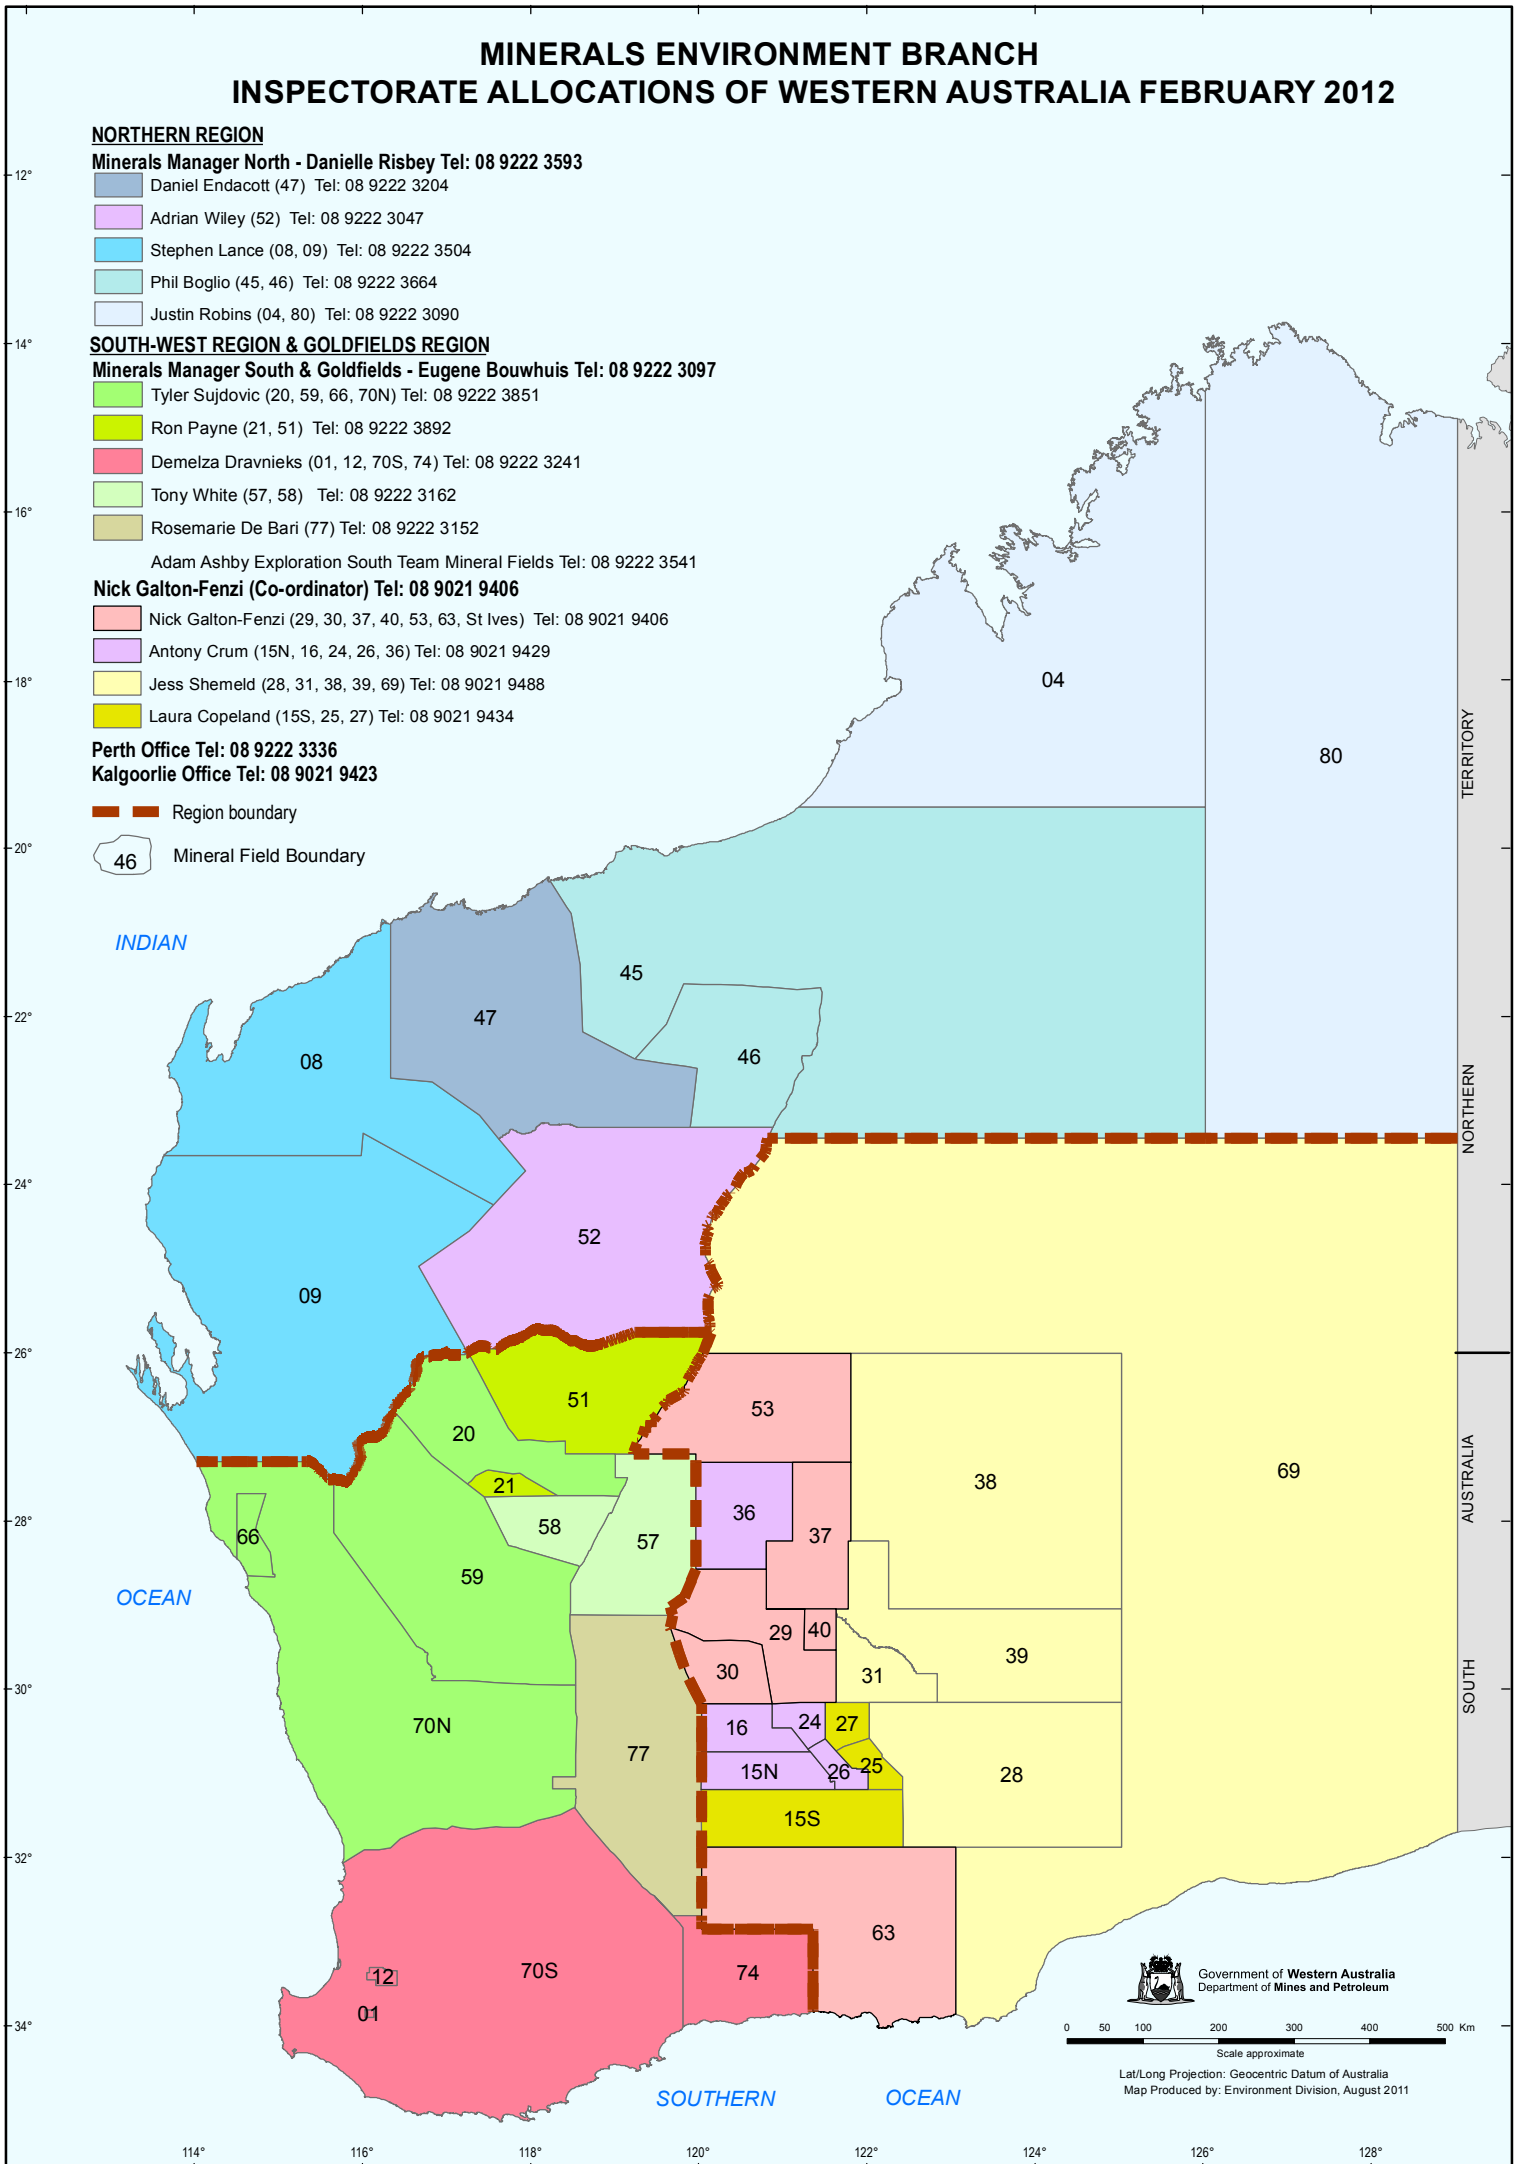 MINERALS ENVIRONMENT BRANCH
INSPECTORATE ALLOCATIONS OF WESTERN AUSTRALIA FEBRUARY 2012
NORTHERN REGION
Minerals Manager North - Danielle Risbey Tel: 08 9222 3593
Daniel Endacott (47) Tel: 08 9222 3204
Adrian Wiley (52) Tel: 08 9222 3047
Stephen Lance (08, 09) Tel: 08 9222 3504
Phil Boglio (45, 46) Tel: 08 9222 3664
Justin Robins (04, 80) Tel: 08 9222 3090
SOUTH-WEST REGION & GOLDFIELDS REGION
Minerals Manager South & Goldfields - Eugene Bouwhuis Tel: 08 9222 3097
Tyler Sujdovic (20, 59, 66, 70N) Tel: 08 9222 3851
Ron Payne (21, 51) Tel: 08 9222 3892
Demelza Dravnieks (01, 12, 70S, 74) Tel: 08 9222 3241
Tony White (57, 58) Tel: 08 9222 3162
Rosemarie De Bari (77) Tel: 08 9222 3152
Adam Ashby Exploration South Team Mineral Fields Tel: 08 9222 3541
Nick Galton-Fenzi (Co-ordinator) Tel: 08 9021 9406
Nick Galton-Fenzi (29, 30, 37, 40, 53, 63, St Ives) Tel: 08 9021 9406
Antony Crum (15N, 16, 24, 26, 36) Tel: 08 9021 9429
Jess Shemeld (28, 31, 38, 39, 69) Tel: 08 9021 9488
Laura Copeland (15S, 25, 27) Tel: 08 9021 9434
Perth Office Tel: 08 9222 3336
Kalgoorlie Office Tel: 08 9021 9423
Region boundary
46 Mineral Field Boundary
12°
14°
16°
18°
20°
22°
24°
26°
28°
30°
32°
34°
04
80
NORTHERN TERRITORY
INDIAN
45
47
46
08
52
09
51
53
20
69
38
21
36
58
37
66
57
OCEAN
59
29
40
39
30
31
SOUTH AUSTRALIA
70N
16
24
27
77
15N
26
25
28
15S
63
70S
12
74
01
Government of Western Australia
Department of Mines and Petroleum
0 50 100 200 300 400 500 Km
Scale approximate
Lat/Long Projection: Geocentric Datum of Australia
Map Produced by: Environment Division, August 2011
SOUTHERN OCEAN
114° 116° 118° 120° 122° 124° 126° 128°